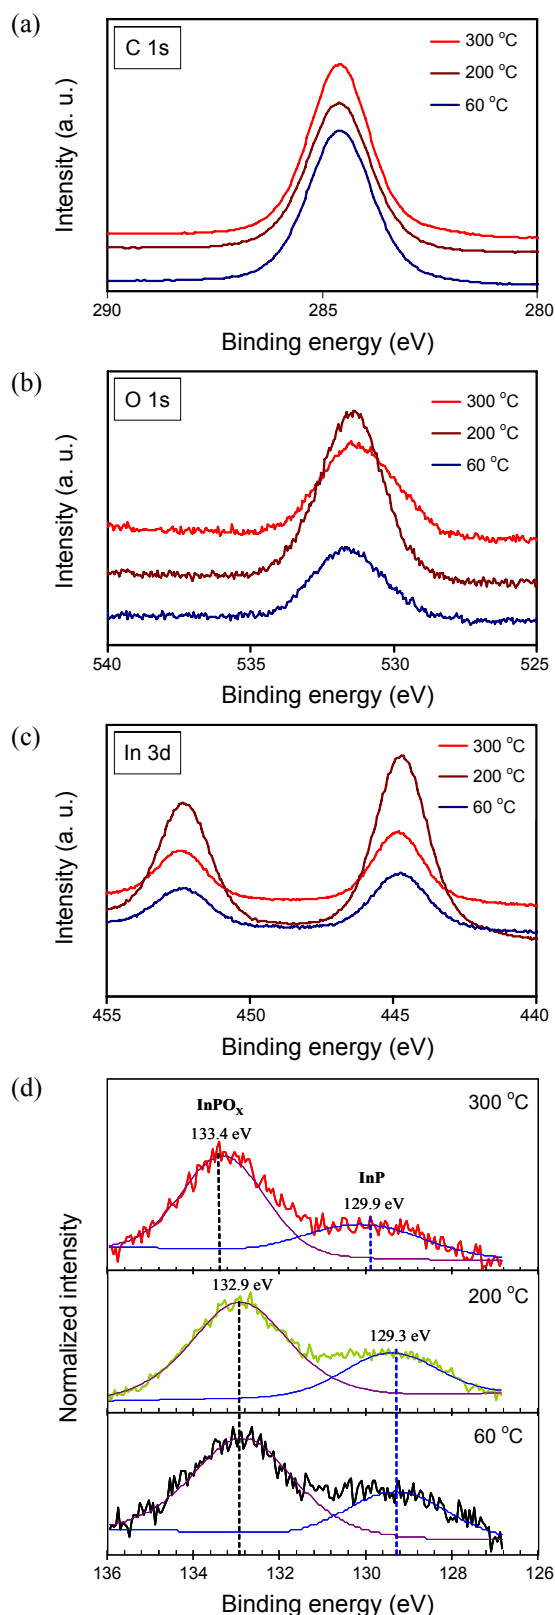 (a)
C 1s
300 °C
200 °C
60 °C
Intensity (a. u.)
290 285 280
Binding energy (eV)
(b)
O 1s
300 °C
200 °C
60 °C
Intensity (a. u.)
540 535 530 525
Binding energy (eV)
(c)
In 3d
300 °C
200 °C
60 °C
Intensity (a. u.)
455 450 445 440
Binding energy (eV)
(d)
300 °C
InPOx
133.4 eV
InP
129.9 eV
Normalized intensity
200 °C
132.9 eV
129.3 eV
60 °C
136 134 132 130 128 126
Binding energy (eV)